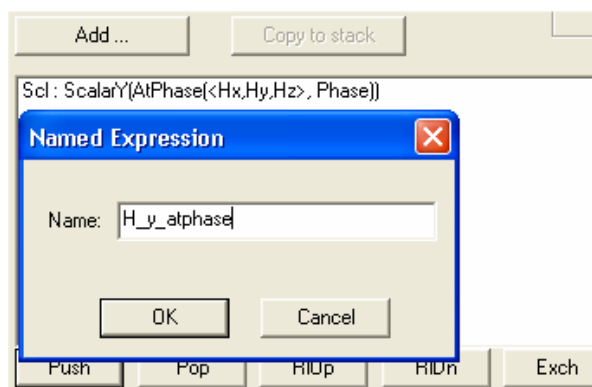 Add ...
Copy to stack
Scl : ScalarY(AtPhase(<Hx,Hy,Hz>, Phase))
Named Expression
Name: H_y_atphase
OK
Cancel
Push
Pop
RlUp
RlDn
Exch